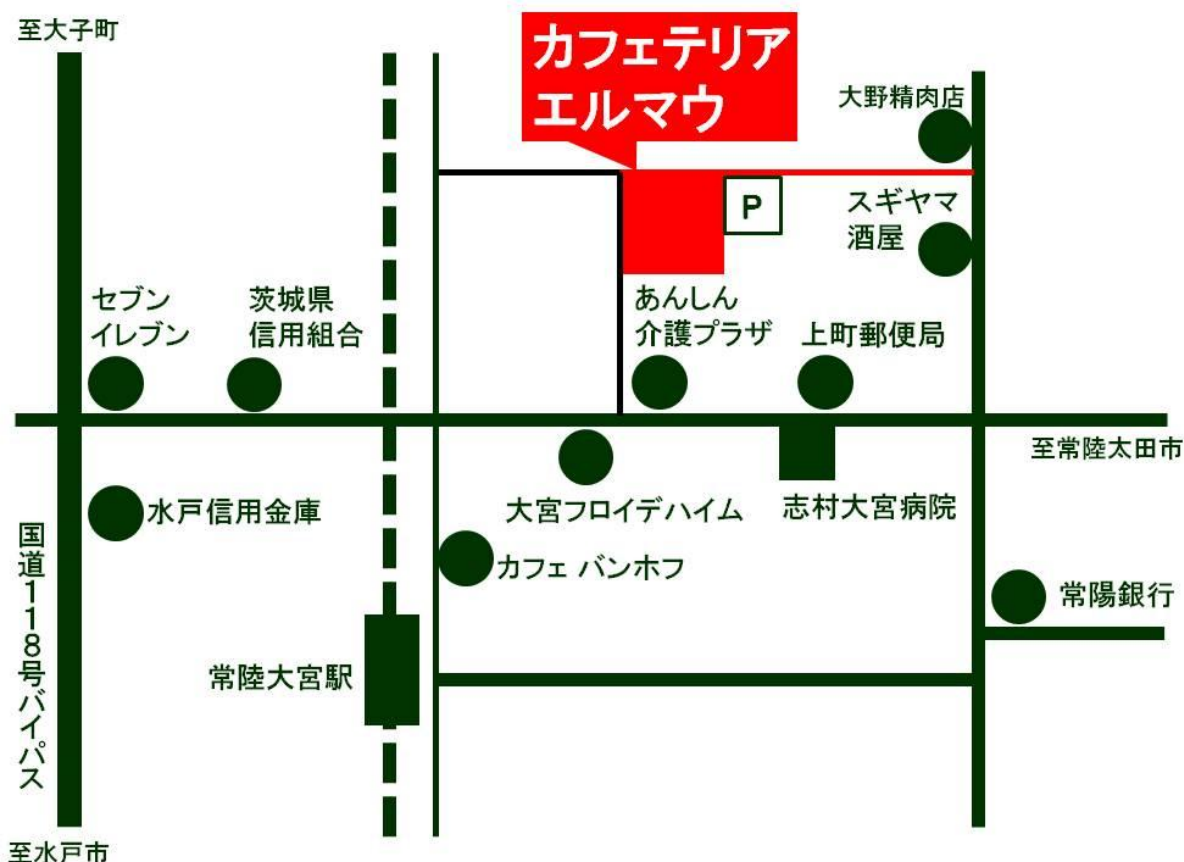 至大子町
カフェテリア
エルマウ
大野精肉店
P
スギヤマ
酒屋
セブン
イレブン
茨城県
信用組合
あんしん
介護プラザ
上町郵便局
至常陸太田市
水戸信用金庫
大宮フロイデハイム
志村大宮病院
国道118号バイパス
カフェ バンホフ
常陽銀行
常陸大宮駅
至水戸市